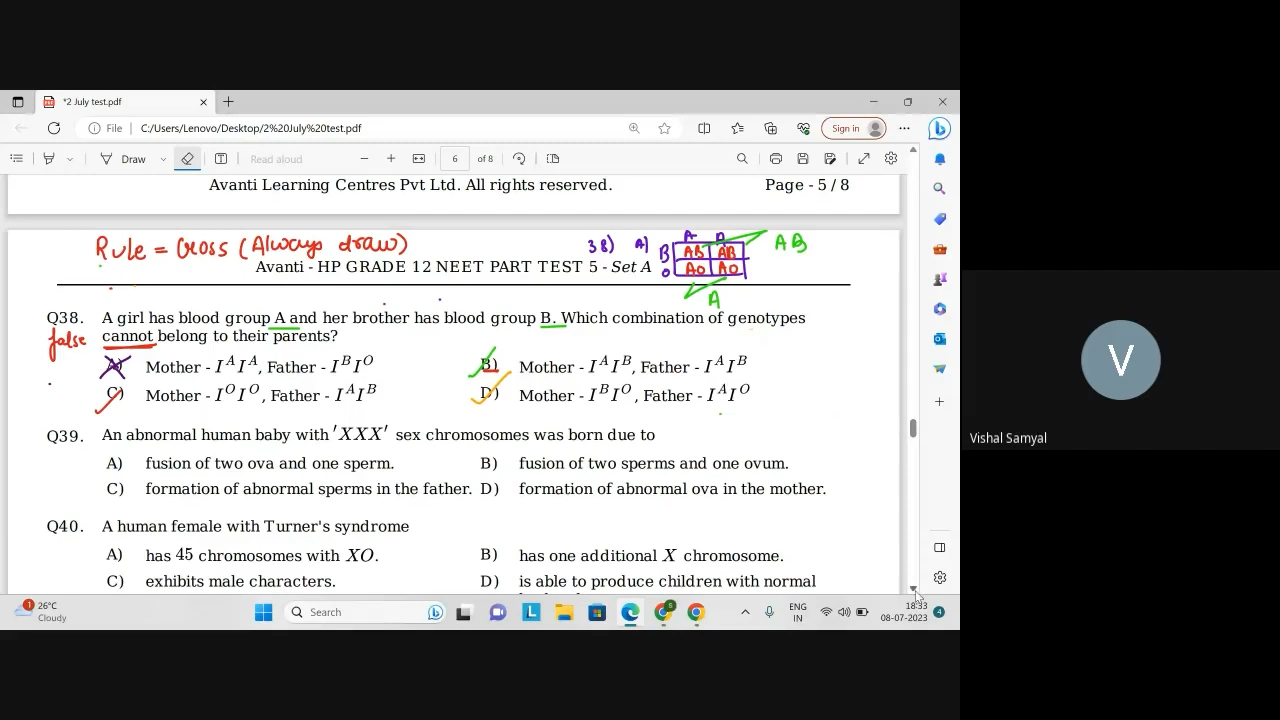 *2 July test.pdf
File
C:/Users/Lenovo/Desktop/2%20July%20test.pdf
Sign in
Draw
Read aloud
6
of 8
Avanti Learning Centres Pvt Ltd. All rights reserved.
Page - 5 / 8
Rule = Cross (Always draw)
38) A)
A
B AB AB
O AO AO
AB
A
Avanti - HP GRADE 12 NEET PART TEST 5 - Set A
Q38. A girl has blood group A and her brother has blood group B. Which combination of genotypes
false
cannot belong to their parents?
A) Mother - I^A I^A, Father - I^B I^O
B) Mother - I^A I^B, Father - I^A I^B
C) Mother - I^O I^O, Father - I^A I^B
D) Mother - I^B I^O, Father - I^A I^O
Q39. An abnormal human baby with 'XXX' sex chromosomes was born due to
A) fusion of two ova and one sperm.
B) fusion of two sperms and one ovum.
C) formation of abnormal sperms in the father.
D) formation of abnormal ova in the mother.
Q40. A human female with Turner's syndrome
A) has 45 chromosomes with XO.
B) has one additional X chromosome.
C) exhibits male characters.
D) is able to produce children with normal
1
26°C
Cloudy
Search
ENG
IN
18:33
08-07-2023
4
V
Vishal Samyal